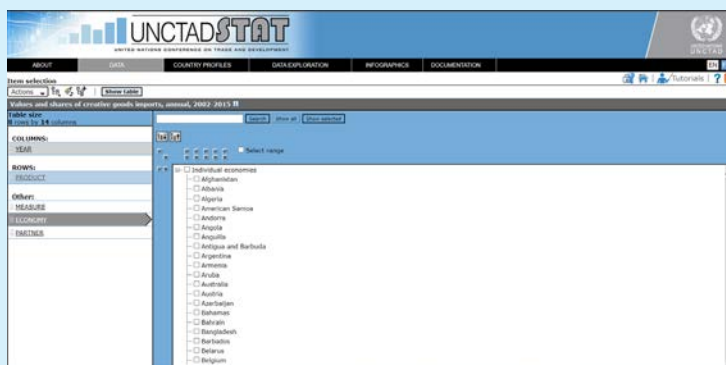 UNCTADSTAT
UNITED NATIONS CONFERENCE ON TRADE AND DEVELOPMENT
UNITED NATIONS
UNCTAD
ABOUT
DATA
COUNTRY PROFILES
DATA EXPLORATION
INFOGRAPHICS
DOCUMENTATION
EN
Item selection
Tutorials
?
Actions
Show table
Values and shares of creative goods imports, annual, 2002-2015
Table size
8 rows by 14 columns
Search
Show all
Show selected
COLUMNS:
YEAR
Select range
ROWS:
PRODUCT
Other:
MEASURE
ECONOMY
PARTNER
Individual economies
Afghanistan
Albania
Algeria
American Samoa
Andorra
Angola
Anguilla
Antigua and Barbuda
Argentina
Armenia
Aruba
Australia
Austria
Azerbaijan
Bahamas
Bahrain
Bangladesh
Barbados
Belarus
Belgium